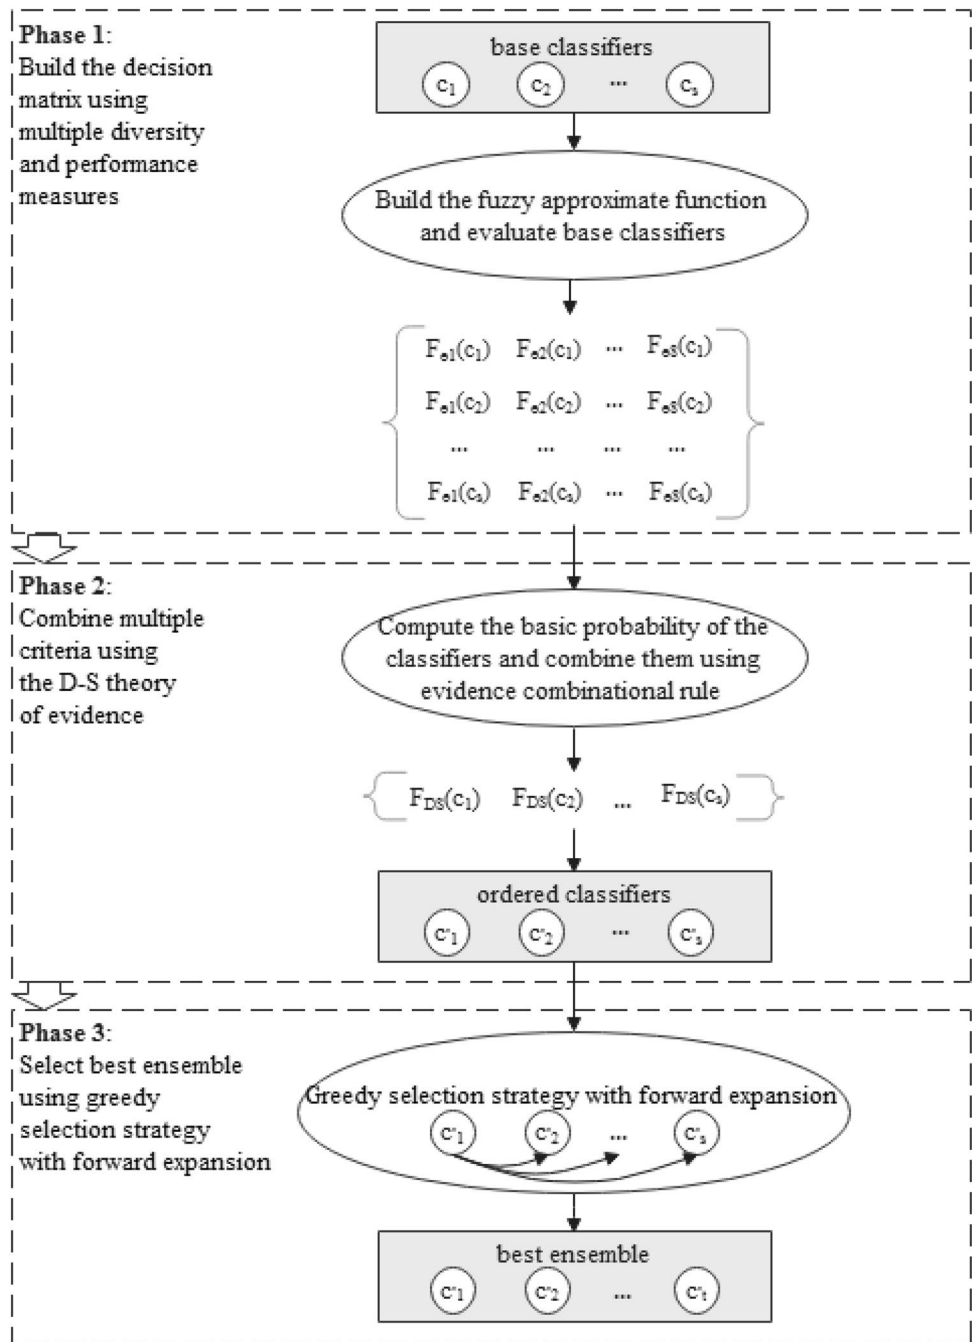 Phase 1:
Build the decision
matrix using
multiple diversity
and performance
measures
base classifiers
c1 c2 ... cs
Build the fuzzy approximate function
and evaluate base classifiers
Fe1(c1) Fe2(c1) ... Fe8(c1)
Fe1(c2) Fe2(c2) ... Fe8(c2)
... ... ... ...
Fe1(cs) Fe2(cs) ... Fe8(cs)
Phase 2:
Combine multiple
criteria using
the D-S theory
of evidence
Compute the basic probability of the
classifiers and combine them using
evidence combinational rule
FDS(c1) FDS(c2) ... FDS(cs)
ordered classifiers
c'1 c'2 ... c's
Phase 3:
Select best ensemble
using greedy
selection strategy
with forward expansion
Greedy selection strategy with forward expansion
c'1 c'2 ... c's
best ensemble
c'1 c'2 ... c't